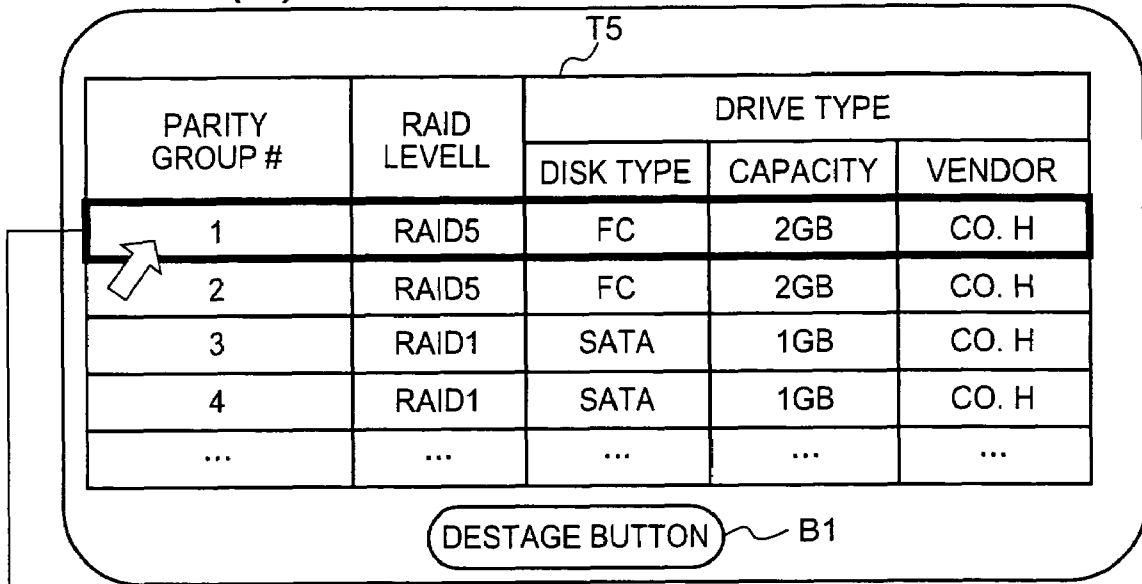 T5
PARITY GROUP # RAID LEVELL DRIVE TYPE
DISK TYPE CAPACITY VENDOR
1 RAID5 FC 2GB CO. H
2 RAID5 FC 2GB CO. H
3 RAID1 SATA 1GB CO. H
4 RAID1 SATA 1GB CO. H
... ... ... ... ...
DESTAGE BUTTON B1